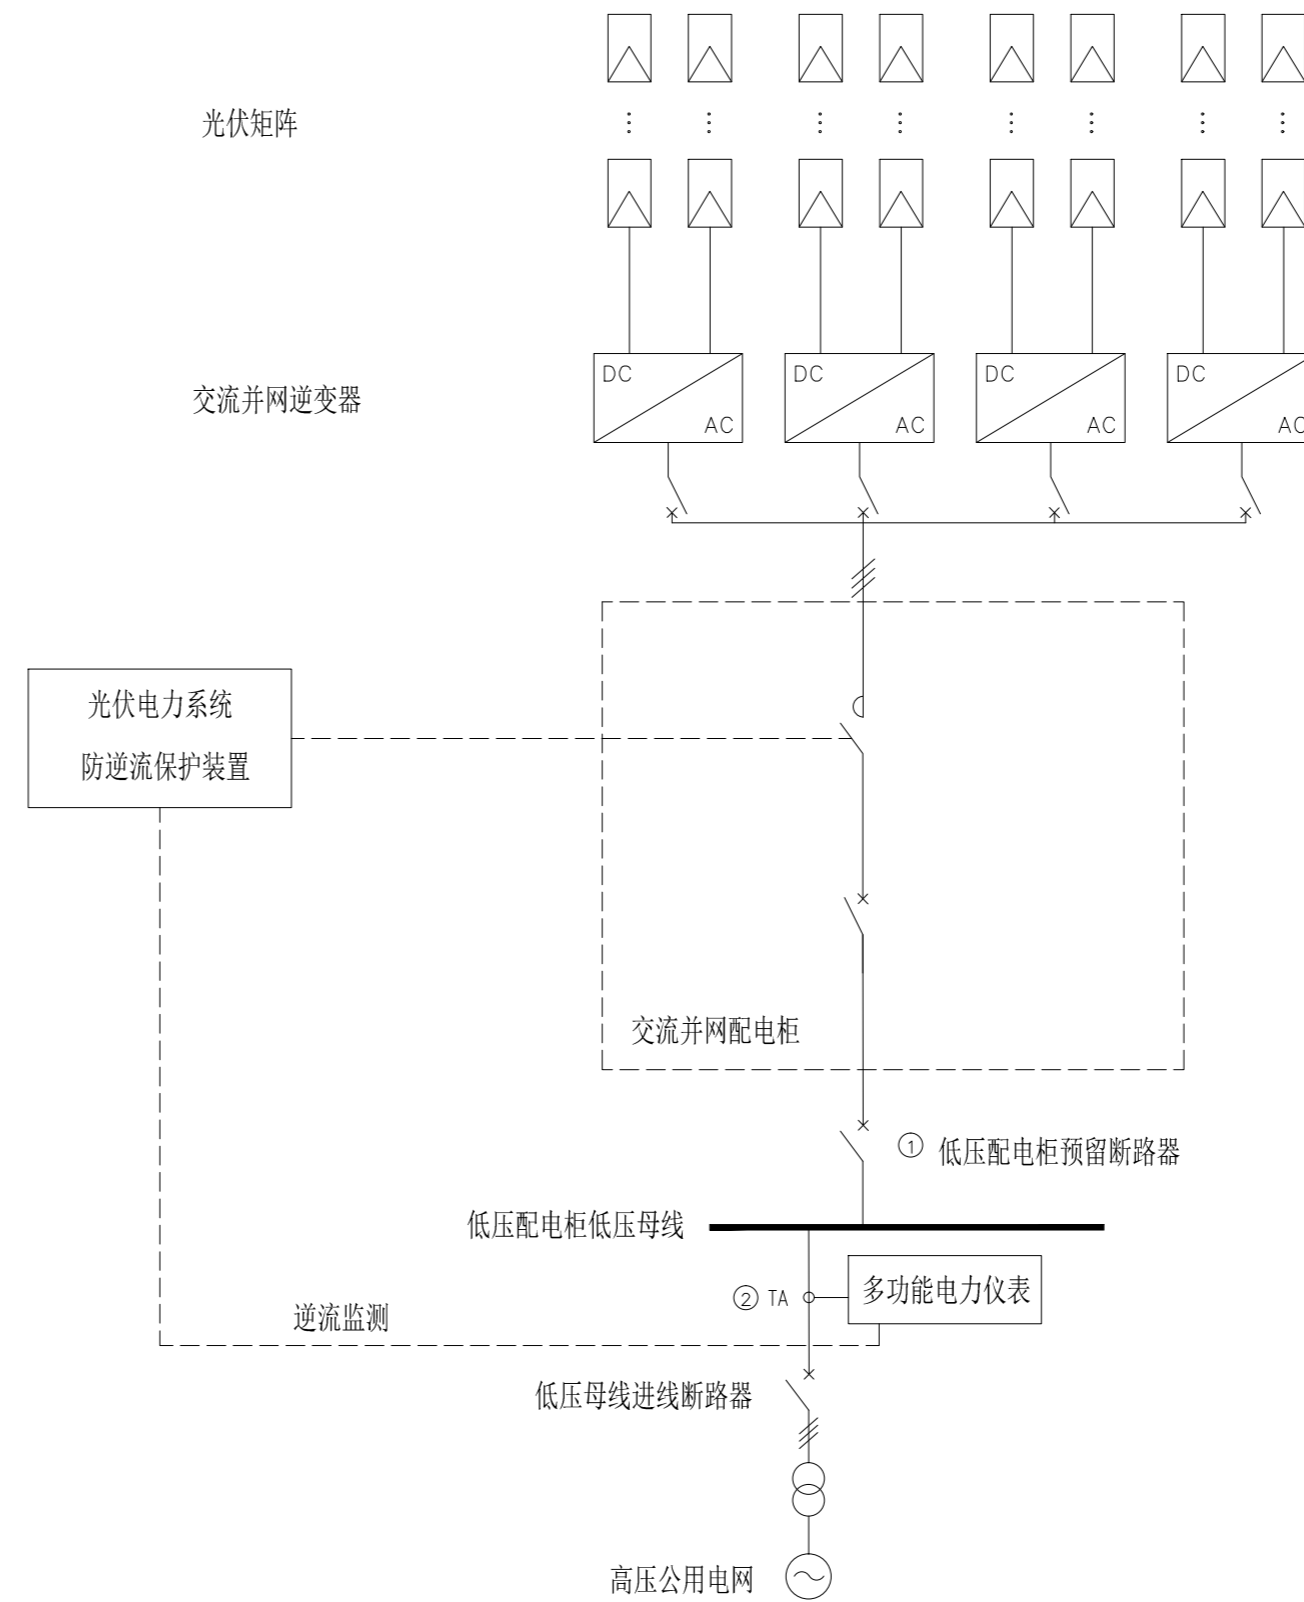 光伏矩阵
交流并网逆变器
DC
AC
DC
AC
DC
AC
DC
AC
光伏电力系统
防逆流保护装置
交流并网配电柜
① 低压配电柜预留断路器
低压配电柜低压母线
② TA
多功能电力仪表
逆流监测
低压母线进线断路器
高压公用电网